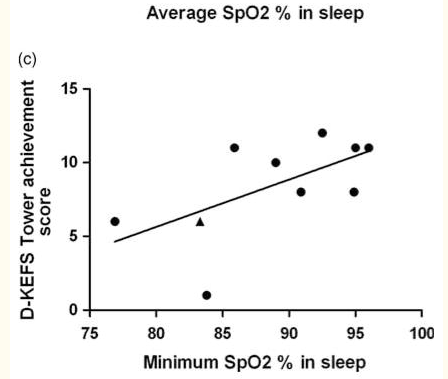 Average SpO2 % in sleep
(c)
D-KEFS Tower achievement
score
15
10
5
0
75 80 85 90 95 100
Minimum SpO2 % in sleep